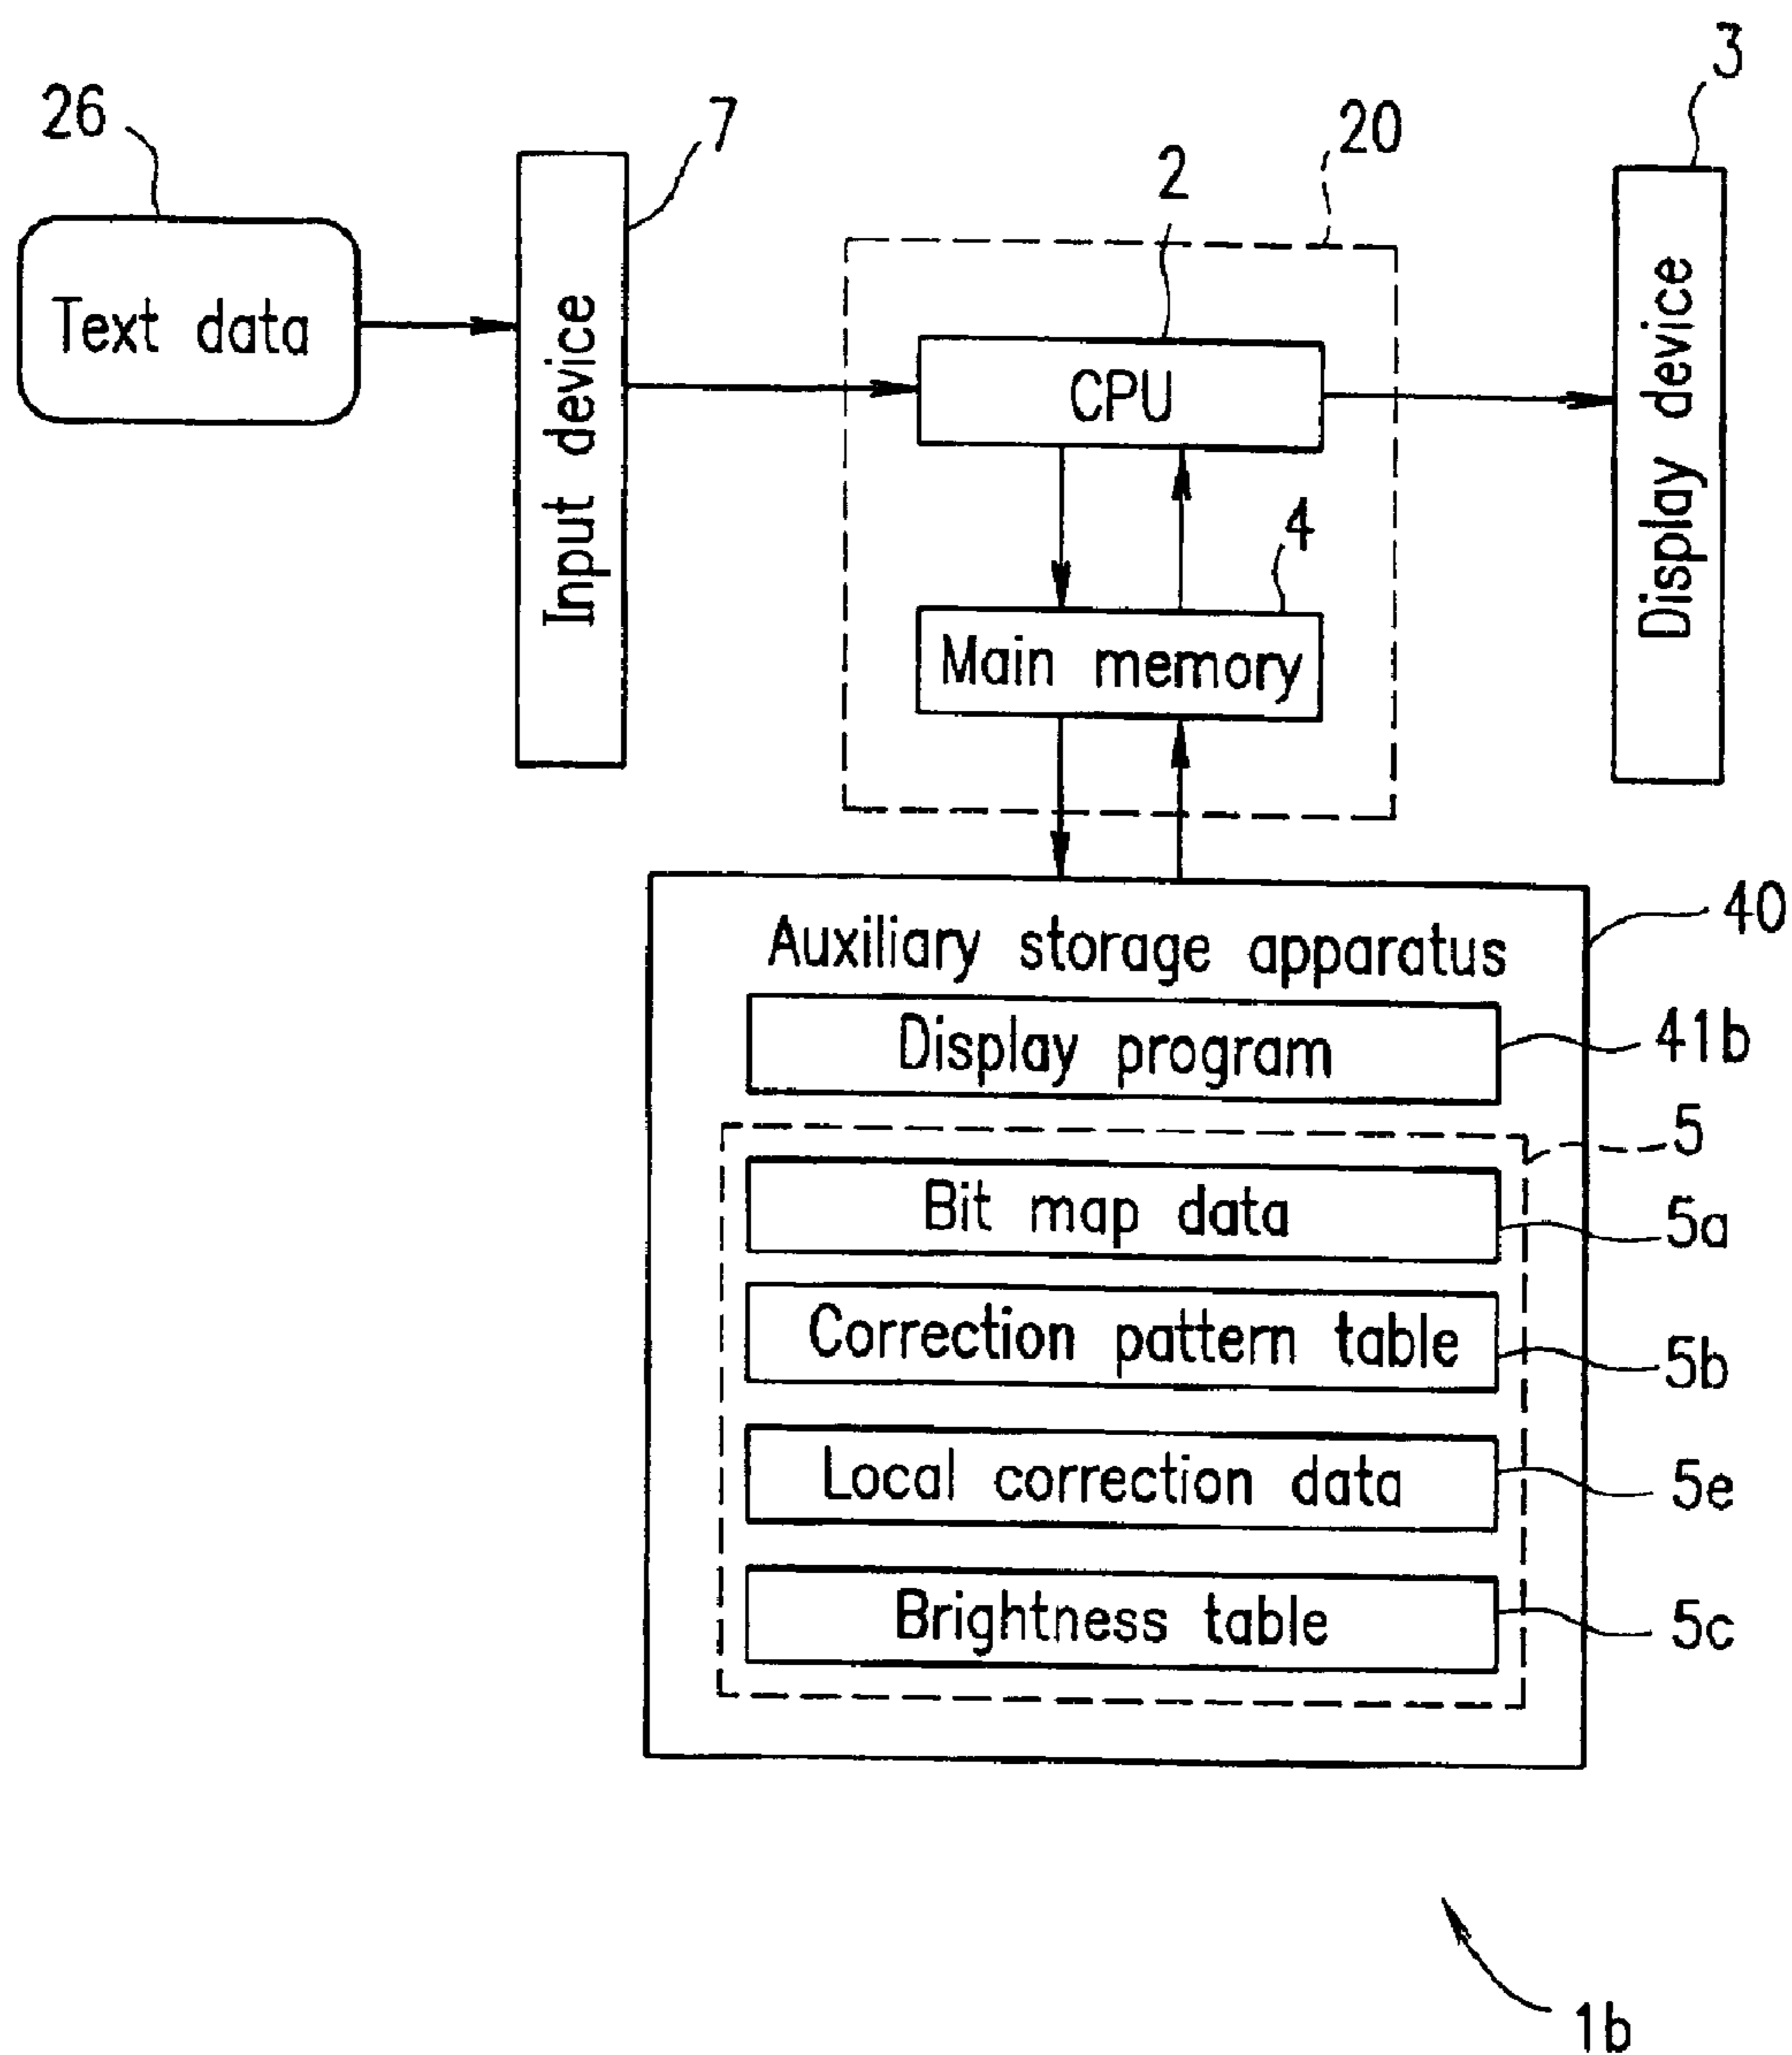 26
7
20
3
2
Text data
Input device
CPU
Display device
4
Main memory
Auxiliary storage apparatus
40
Display program
41b
5
Bit map data
5a
Correction pattern table
5b
Local correction data
5e
Brightness table
5c
1b